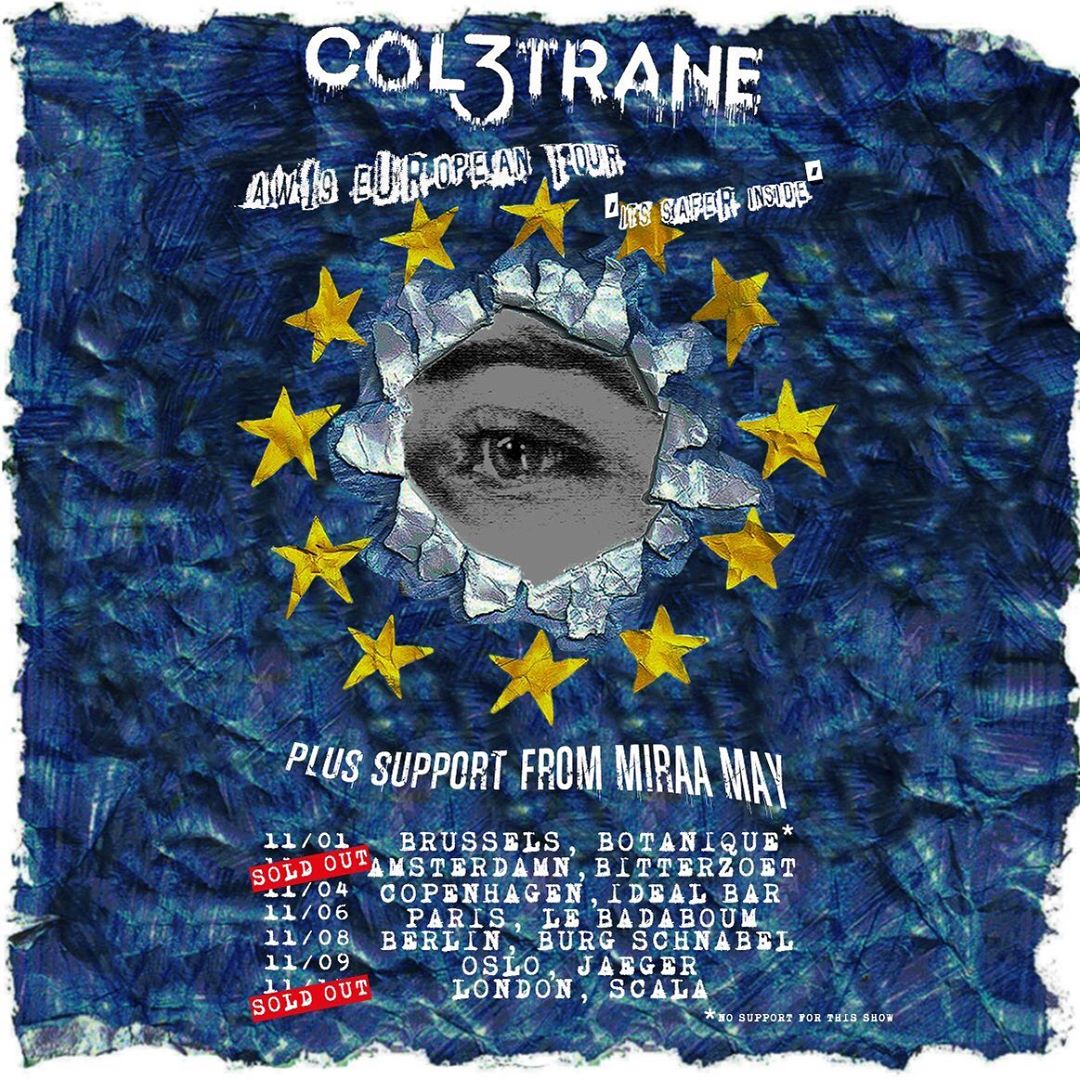 COL3TRANE
AW19 EUROPEAN TOUR
'ITS SAFER INSIDE'
PLUS SUPPORT FROM MIRAA MAY
11/01 BRUSSELS, BOTANIQUE*
SOLD OUT AMSTERDAMN, BITTERZOET
11/04 COPENHAGEN, IDEAL BAR
11/06 PARIS, LE BADABOUM
11/08 BERLIN, BURG SCHNABEL
11/09 OSLO, JAEGER
SOLD OUT LONDON, SCALA
*NO SUPPORT FOR THIS SHOW